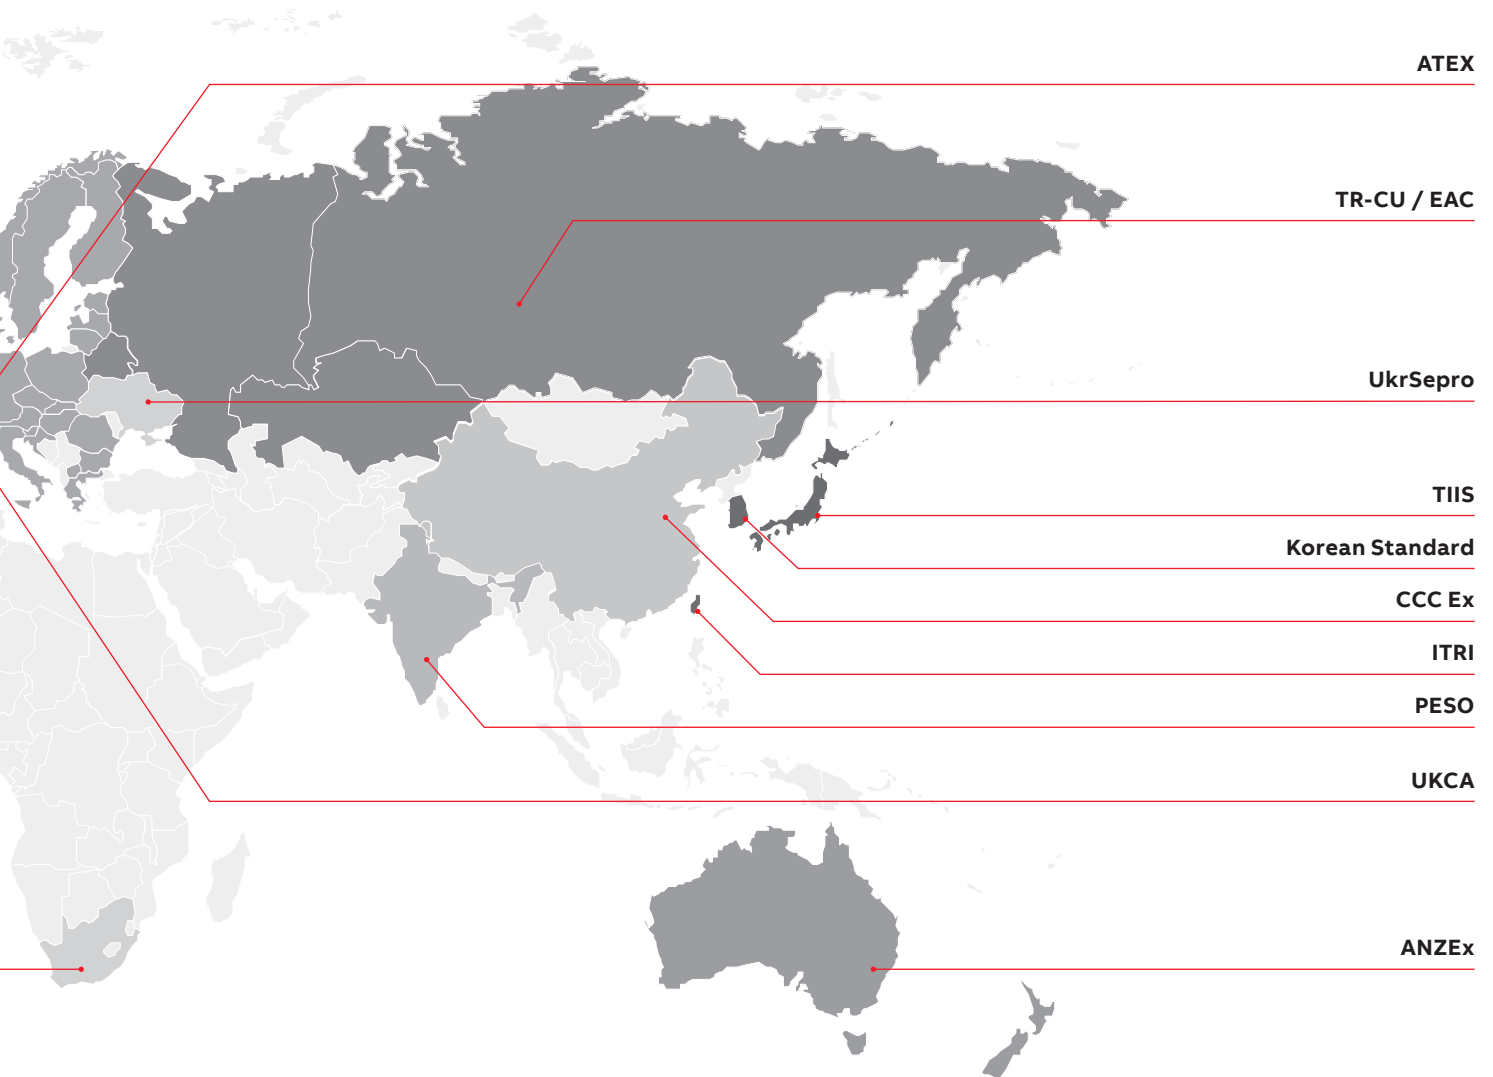 ATEX
TR-CU / EAC
UkrSepro
TIIS
Korean Standard
CCC Ex
ITRI
PESO
UKCA
ANZEx